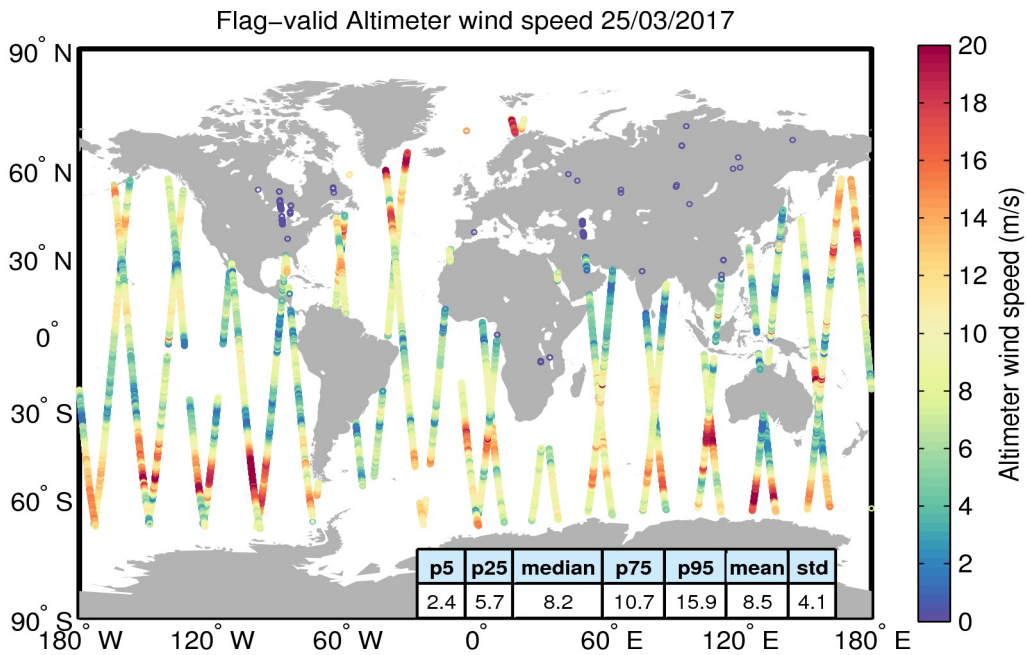 Flag−valid Altimeter wind speed 25/03/2017
90° N
60° N
30° N
0°
30° S
60° S
90° S
180° W
120° W
60° W
0°
60° E
120° E
180° E
p5 p25 median p75 p95 mean std
2.4 5.7 8.2 10.7 15.9 8.5 4.1
20
18
16
14
12
10
8
6
4
2
0
Altimeter wind speed (m/s)